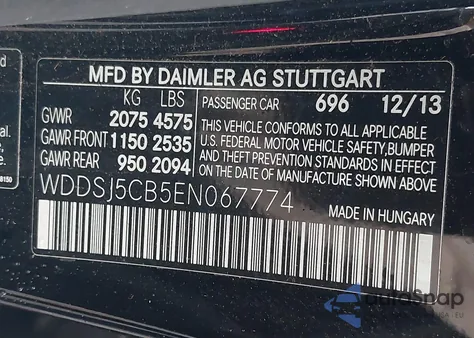 MFD BY DAIMLER AG STUTTGART
KG LBS
GVWR 2075 4575
GAWR FRONT 1150 2535
GAWR REAR 950 2094
PASSENGER CAR 696 12/13
THIS VEHICLE CONFORMS TO ALL APPLICABLE
U.S. FEDERAL MOTOR VEHICLE SAFETY,BUMPER
AND THEFT PREVENTION STANDARDS IN EFFECT
ON THE DATE OF MANUFACTURE SHOWN ABOVE
WDDSJ5CB5EN067774
MADE IN HUNGARY
autoSnap